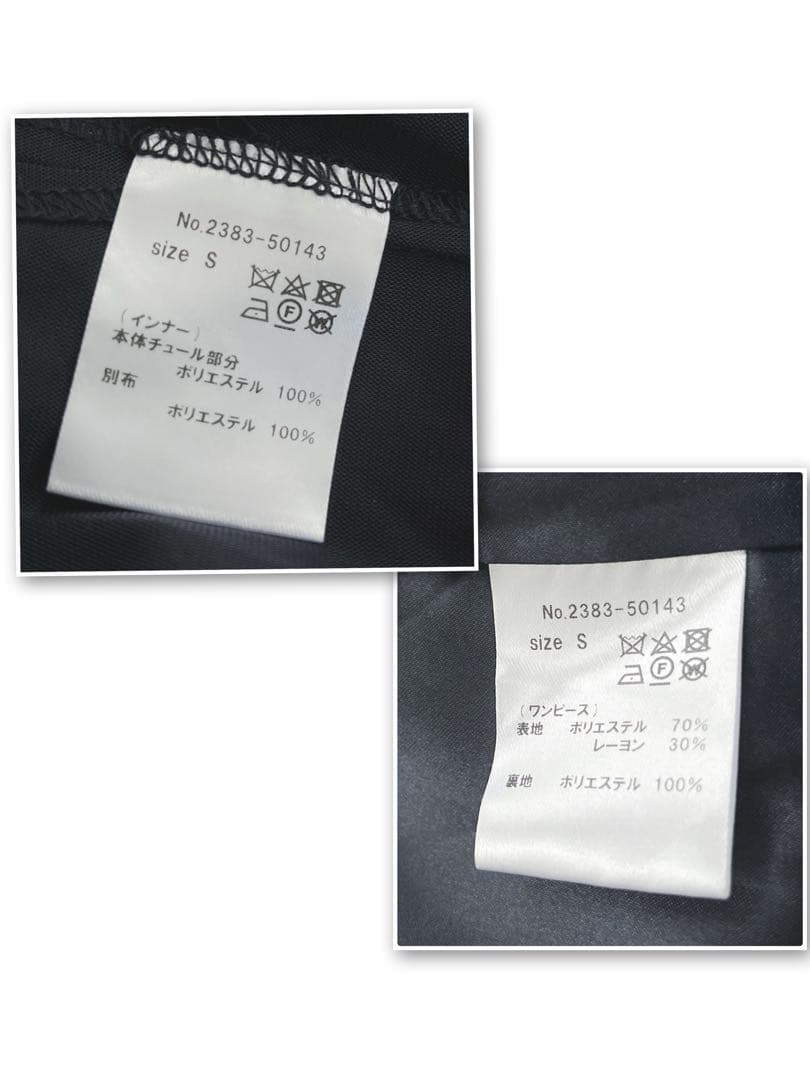 No.2383-50143
size S
(インナー)
本体チュール部分
ポリエステル 100%
別布
ポリエステル 100%
No.2383-50143
size S
F
W
F
W
(ワンピース)
表地 ポリエステル 70%
レーヨン 30%
裏地 ポリエステル 100%